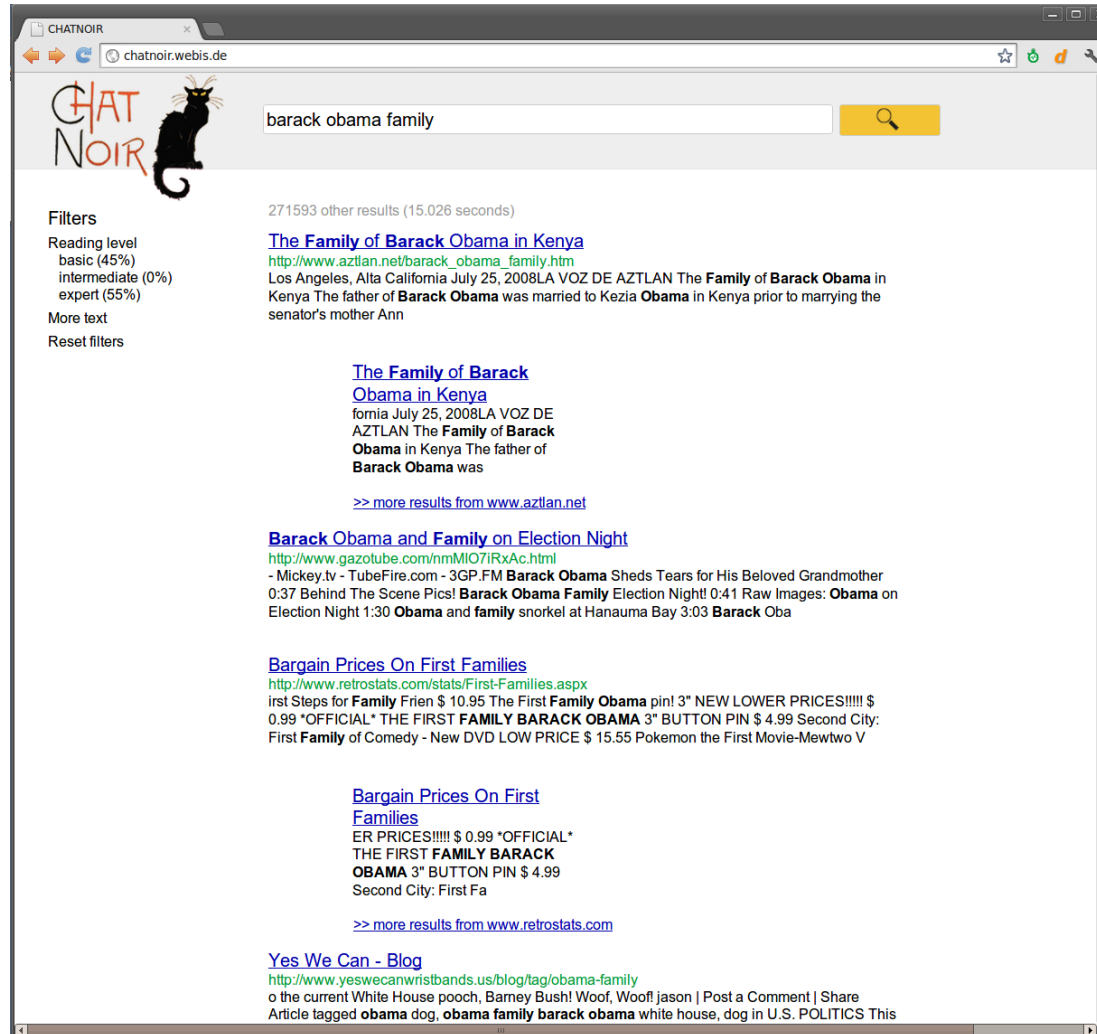 CHATNOIR
chatnoir.webis.de
CHAT
NOIR
barack obama family
Filters
Reading level
basic (45%)
intermediate (0%)
expert (55%)
More text
Reset filters
271593 other results (15.026 seconds)
The Family of Barack Obama in Kenya
http://www.aztlan.net/barack_obama_family.htm
Los Angeles, Alta California July 25, 2008LA VOZ DE AZTLAN The Family of Barack Obama in
Kenya The father of Barack Obama was married to Kezia Obama in Kenya prior to marrying the
senator's mother Ann
The Family of Barack
Obama in Kenya
fornia July 25, 2008LA VOZ DE
AZTLAN The Family of Barack
Obama in Kenya The father of
Barack Obama was
>> more results from www.aztlan.net
Barack Obama and Family on Election Night
http://www.gazotube.com/nmMIO7iRxAc.html
- Mickey.tv - TubeFire.com - 3GP.FM Barack Obama Sheds Tears for His Beloved Grandmother
0:37 Behind The Scene Pics! Barack Obama Family Election Night! 0:41 Raw Images: Obama on
Election Night 1:30 Obama and family snorkel at Hanauma Bay 3:03 Barack Oba
Bargain Prices On First Families
http://www.retrostats.com/stats/First-Families.aspx
irst Steps for Family Frien $ 10.95 The First Family Obama pin! 3" NEW LOWER PRICES!!!!! $
0.99 *OFFICIAL* THE FIRST FAMILY BARACK OBAMA 3" BUTTON PIN $ 4.99 Second City:
First Family of Comedy - New DVD LOW PRICE $ 15.55 Pokemon the First Movie-Mewtwo V
Bargain Prices On First
Families
ER PRICES!!!!! $ 0.99 *OFFICIAL*
THE FIRST FAMILY BARACK
OBAMA 3" BUTTON PIN $ 4.99
Second City: First Fa
>> more results from www.retrostats.com
Yes We Can - Blog
http://www.yeswecanwristbands.us/blog/tag/obama-family
o the current White House pooch, Barney Bush! Woof, Woof! jason | Post a Comment | Share
Article tagged obama dog, obama family barack obama white house, dog in U.S. POLITICS This